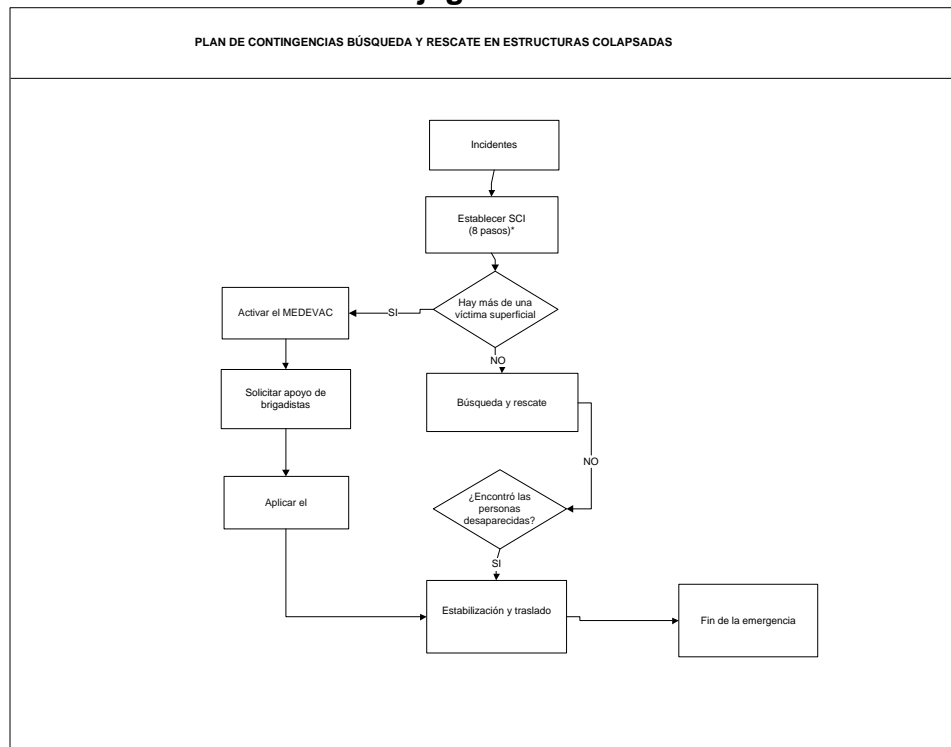 PLAN DE CONTINGENCIAS BÚSQUEDA Y RESCATE EN ESTRUCTURAS COLAPSADAS
Incidentes
Establecer SCI
(8 pasos)*
Hay más de una
víctima superficial
SI
Activar el MEDEVAC
NO
Solicitar apoyo de
brigadistas
Búsqueda y rescate
NO
Aplicar el
¿Encontró las
personas
desaparecidas?
SI
Estabilización y traslado
Fin de la emergencia